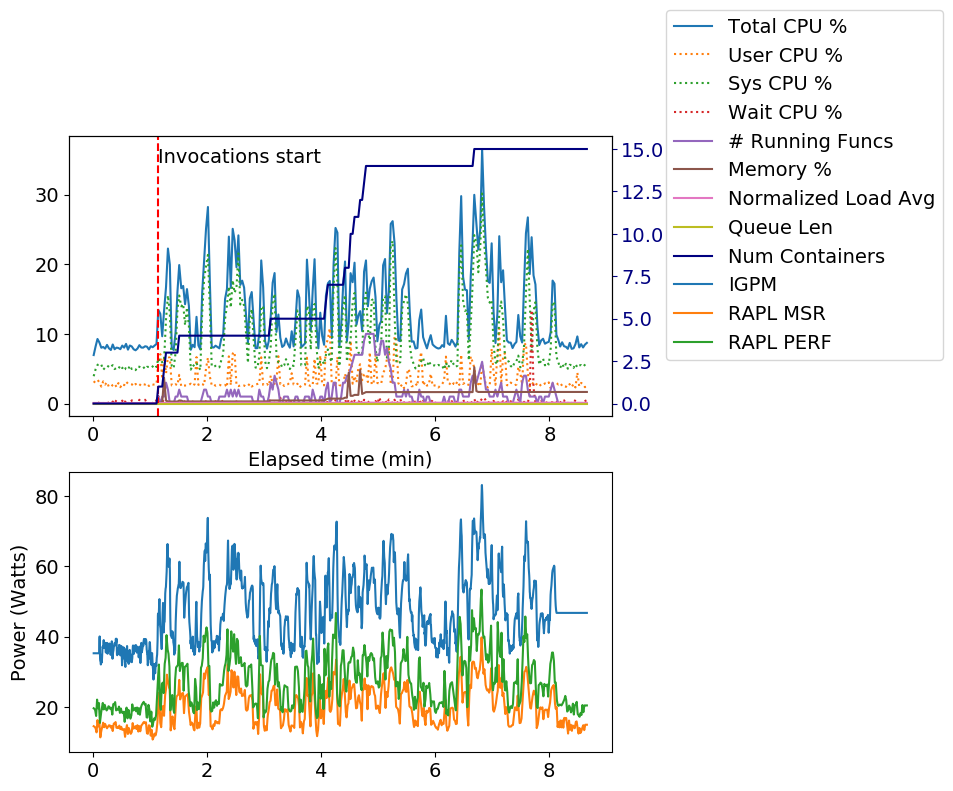 Total CPU %
User CPU %
Sys CPU %
Wait CPU %
# Running Funcs
Memory %
Normalized Load Avg
Queue Len
Num Containers
IGPM
RAPL MSR
RAPL PERF
Invocations start
30
20
10
0
15.0
12.5
10.0
7.5
5.0
2.5
0.0
0 2 4 6 8
Elapsed time (min)
Power (Watts)
80
60
40
20
0 2 4 6 8